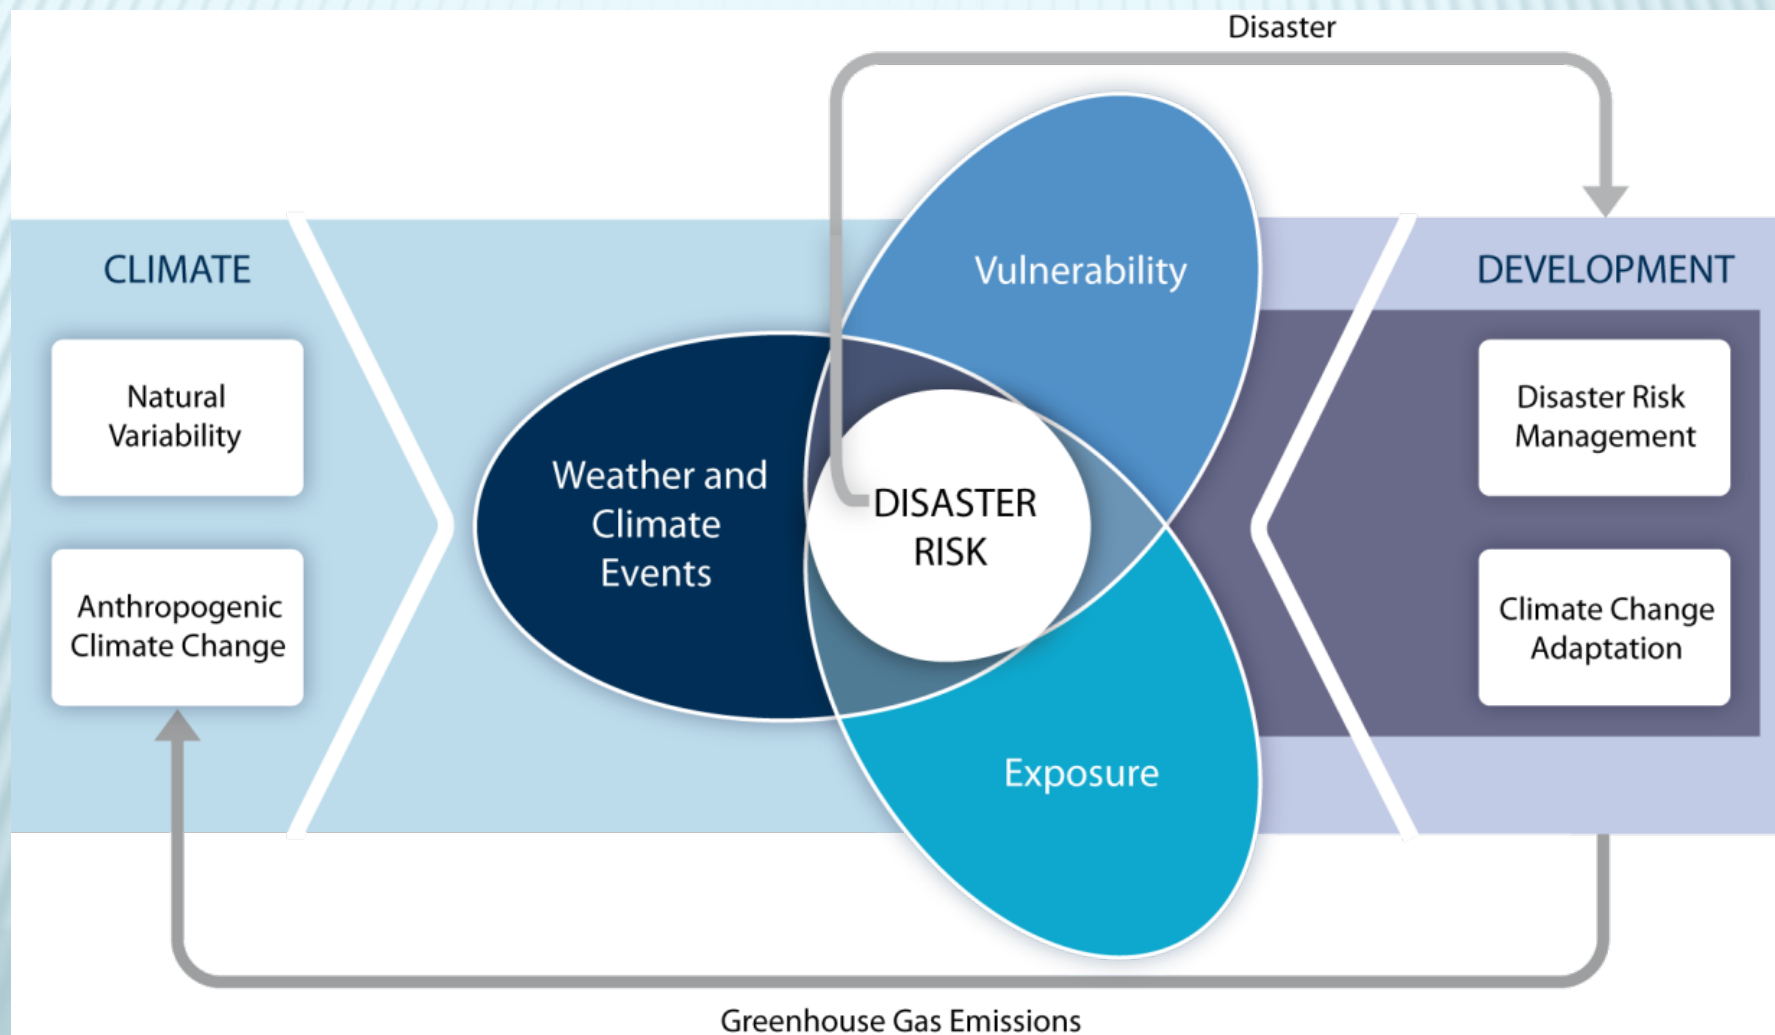 Disaster
CLIMATE
Natural
Variability
Anthropogenic
Climate Change
Weather and
Climate
Events
Vulnerability
DISASTER
RISK
Exposure
DEVELOPMENT
Disaster Risk
Management
Climate Change
Adaptation
Greenhouse Gas Emissions